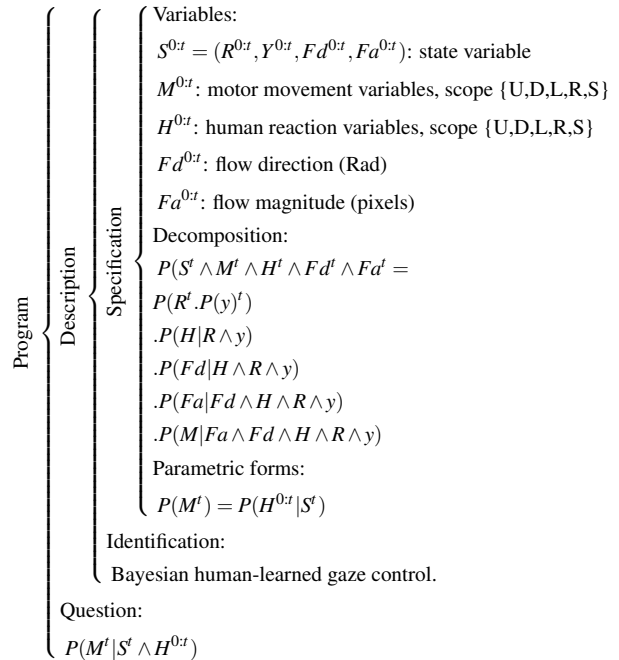 Program
Description
Specification
Variables:
S^{0:t} = (R^{0:t}, Y^{0:t}, Fd^{0:t}, Fa^{0:t}): state variable
M^{0:t}: motor movement variables, scope {U,D,L,R,S}
H^{0:t}: human reaction variables, scope {U,D,L,R,S}
Fd^{0:t}: flow direction (Rad)
Fa^{0:t}: flow magnitude (pixels)
Decomposition:
P(S^t ∧ M^t ∧ H^t ∧ Fd^t ∧ Fa^t =
P(R^t.P(y)^t)
.P(H|R ∧ y)
.P(Fd|H ∧ R ∧ y)
.P(Fa|Fd ∧ H ∧ R ∧ y)
.P(M|Fa ∧ Fd ∧ H ∧ R ∧ y)
Parametric forms:
P(M^t) = P(H^{0:t}|S^t)
Identification:
Bayesian human-learned gaze control.
Question:
P(M^t|S^t ∧ H^{0:t})